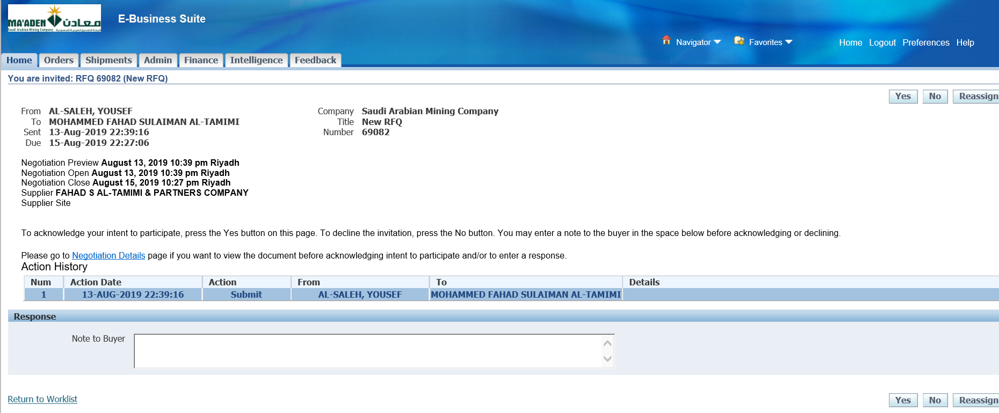 MA'ADEN معادن
Saudi Arabian Mining Company شركة التعدين العربية السعودية
E-Business Suite
Navigator Favorites Home Logout Preferences Help
Home Orders Shipments Admin Finance Intelligence Feedback
You are invited: RFQ 69082 (New RFQ)
Yes No Reassign
From AL-SALEH, YOUSEF Company Saudi Arabian Mining Company
To MOHAMMED FAHAD SULAIMAN AL-TAMIMI Title New RFQ
Sent 13-Aug-2019 22:39:16 Number 69082
Due 15-Aug-2019 22:27:06
Negotiation Preview August 13, 2019 10:39 pm Riyadh
Negotiation Open August 13, 2019 10:39 pm Riyadh
Negotiation Close August 15, 2019 10:27 pm Riyadh
Supplier FAHAD S AL-TAMIMI & PARTNERS COMPANY
Supplier Site
To acknowledge your intent to participate, press the Yes button on this page. To decline the invitation, press the No button. You may enter a note to the buyer in the space below before acknowledging or declining.
Please go to Negotiation Details page if you want to view the document before acknowledging intent to participate and/or to enter a response.
Action History
Num Action Date Action From To Details
1 13-AUG-2019 22:39:16 Submit AL-SALEH, YOUSEF MOHAMMED FAHAD SULAIMAN AL-TAMIMI
Response
Note to Buyer
Return to Worklist Yes No Reassign